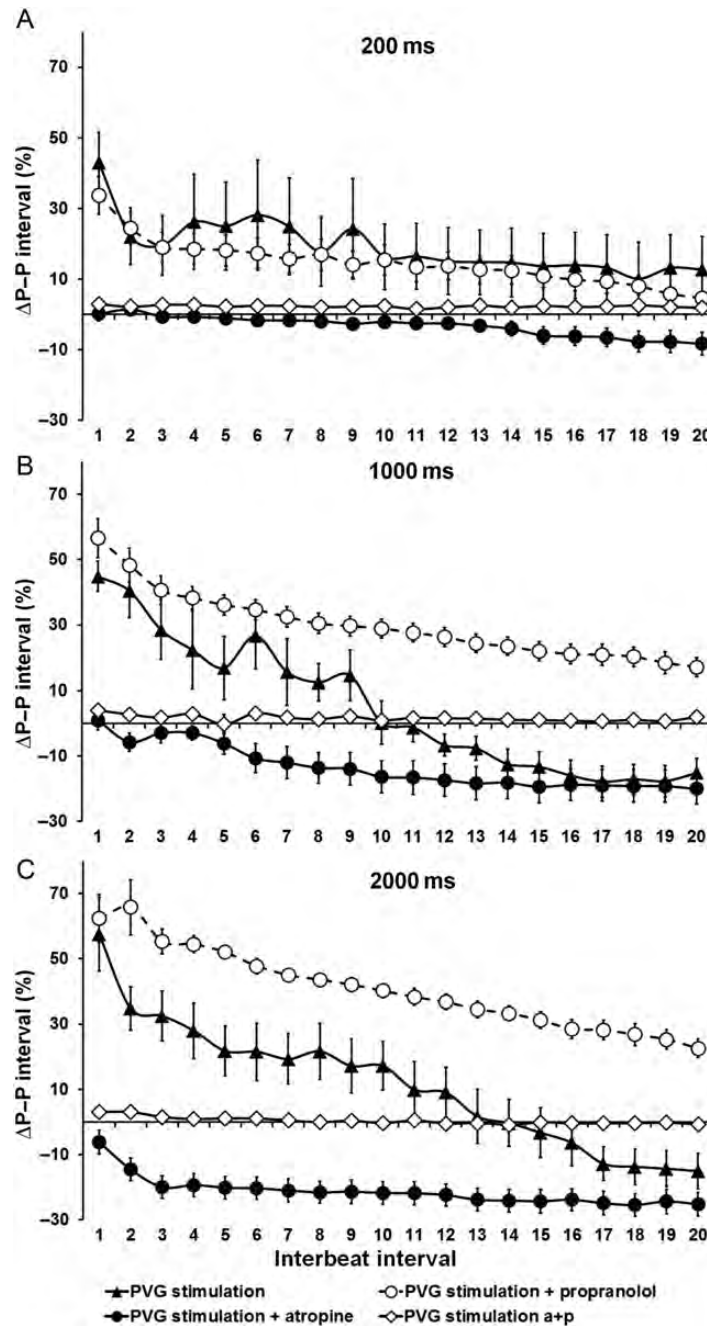 A
200 ms
70
50
30
10
−10
−30
ΔP−P interval (%)
1 2 3 4 5 6 7 8 9 10 11 12 13 14 15 16 17 18 19 20
B
1000 ms
70
50
30
10
−10
−20
−30
ΔP−P interval (%)
1 2 3 4 5 6 7 8 9 10 11 12 13 14 15 16 17 18 19 20
C
2000 ms
70
50
30
10
−10
−30
ΔP−P interval (%)
1 2 3 4 5 6 7 8 9 10 11 12 13 14 15 16 17 18 19 20
Interbeat interval
PVG stimulation
PVG stimulation + propranolol
PVG stimulation + atropine
PVG stimulation a+p